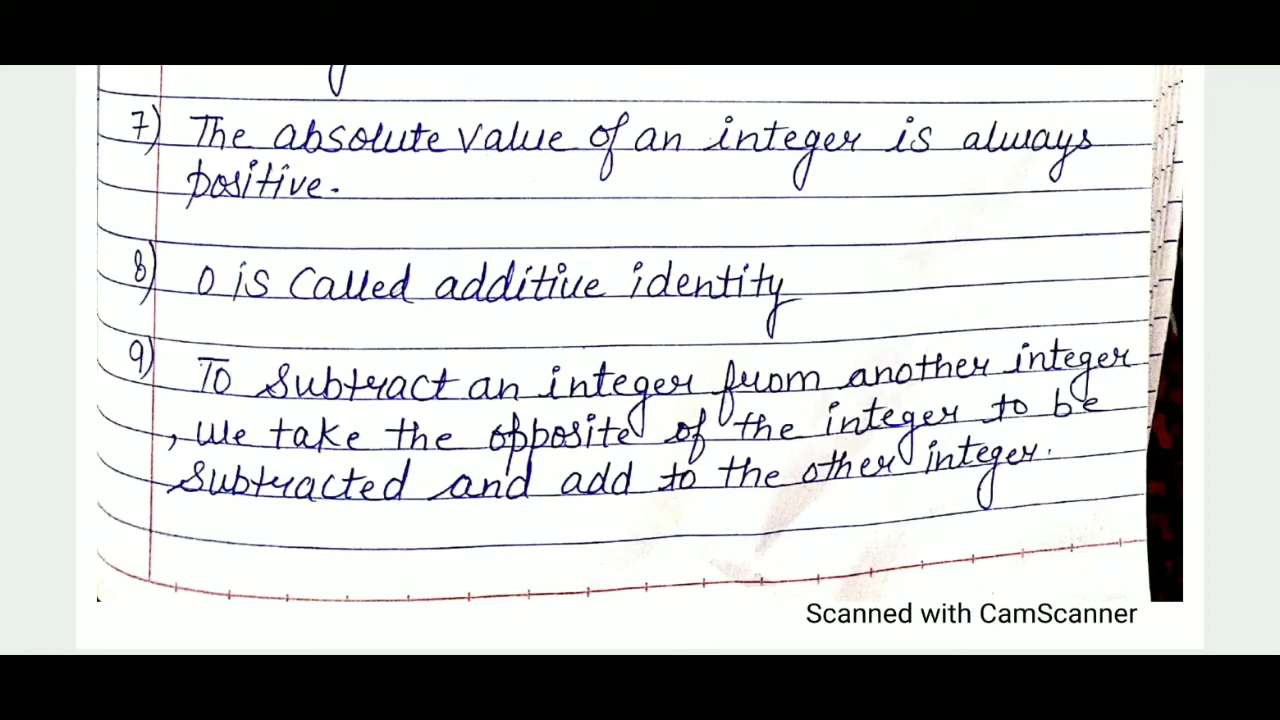 7) The absolute value of an integer is always
positive.
8) 0 is called additive identity
9) To subtract an integer from another integer
, we take the opposite of the integer to be
subtracted and add to the other integer.
Scanned with CamScanner